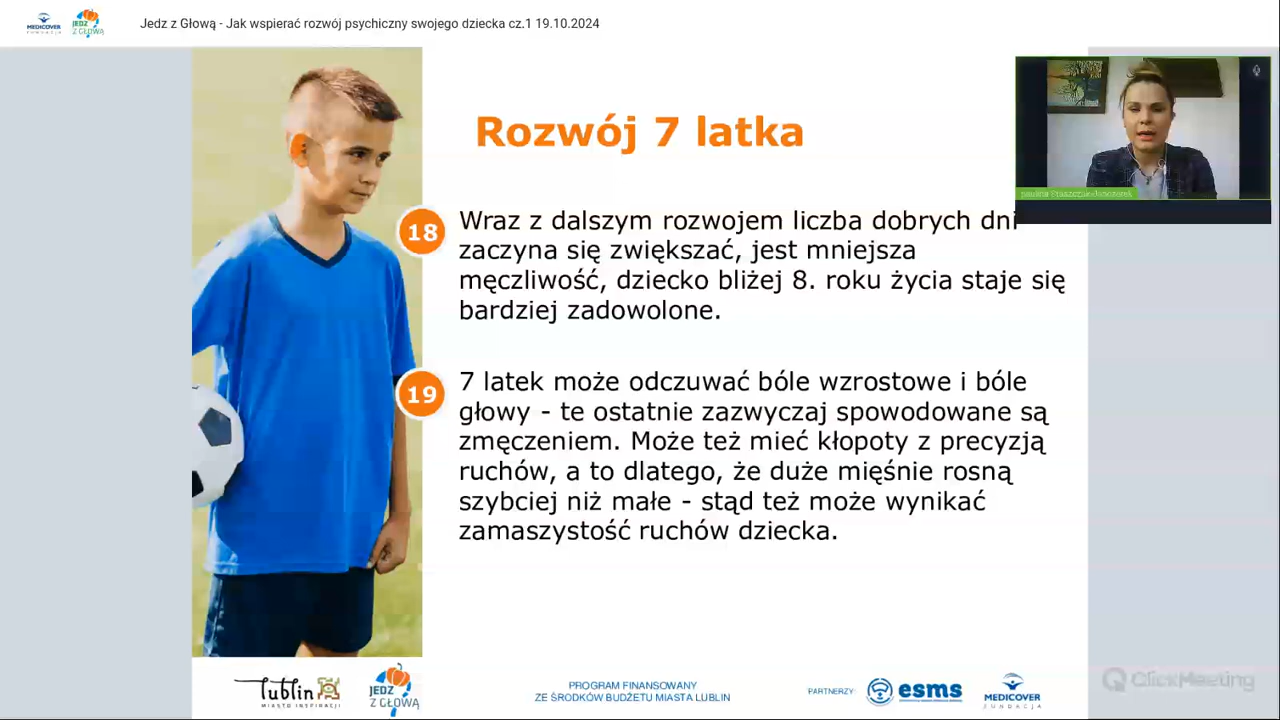 MEDICOVER
FUNDACJA
JEDZ
Z GŁOWĄ
Jedz z Głową - Jak wspierać rozwój psychiczny swojego dziecka cz.1 19.10.2024
Rozwój 7 latka
18
Wraz z dalszym rozwojem liczba dobrych dni
zaczyna się zwiększać, jest mniejsza
męczliwość, dziecko bliżej 8. roku życia staje się
bardziej zadowolone.
19
7 latek może odczuwać bóle wzrostowe i bóle
głowy - te ostatnie zazwyczaj spowodowane są
zmęczeniem. Może też mieć kłopoty z precyzją
ruchów, a to dlatego, że duże mięśnie rosną
szybciej niż małe - stąd też może wynikać
zamaszystość ruchów dziecka.
lublin
MIASTO INSPIRACJI
JEDZ
Z GŁOWĄ
PROGRAM FINANSOWANY
ZE ŚRODKÓW BUDŻETU MIASTA LUBLIN
PARTNERZY:
esms
MEDICOVER
FUNDACJA
ClickMeeting